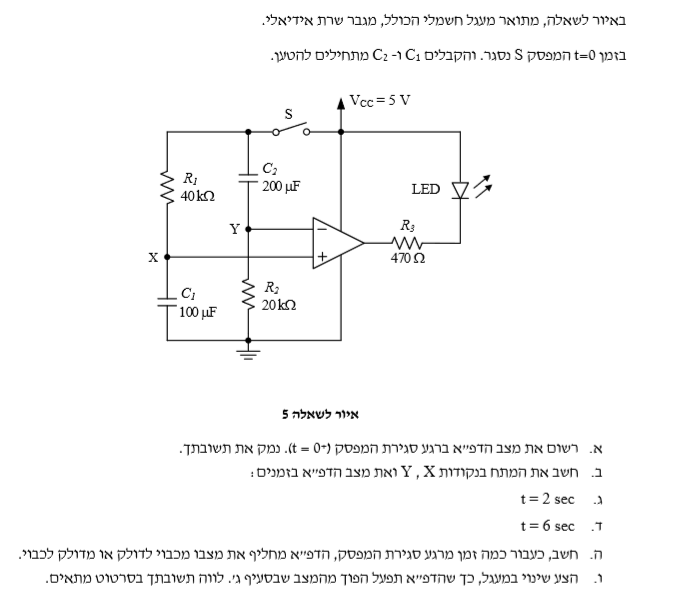 באיור לשאלה, מתואר מעגל חשמלי הכולל, מגבר שרת אידיאלי.
בזמן t=0 המפסק S נסגר. והקבלים C₁ ו- C₂ מתחילים להטען.
Vcc = 5 V
S
C₂
200 µF
R₁
40 kΩ
LED
Y
R₃
470 Ω
X
C₁
100 µF
R₂
20 kΩ
איור לשאלה 5
א. רשום את מצב הדפ״א ברגע סגירת המפסק (t = 0⁺). נמק את תשובתך.
ב. חשב את המתח בנקודות Y , X ואת מצב הדפ״א בזמנים:
ג. t = 2 sec
ד. t = 6 sec
ה. חשב, כעבור כמה זמן מרגע סגירת המפסק, הדפ״א מחליף את מצבו מכבוי לדולק או מדולק לכבוי.
ו. הצע שינוי במעגל, כך שהדפ״א תפעל הפוך מהמצב שבסעיף ג׳. לווה תשובתך בסרטוט מתאים.